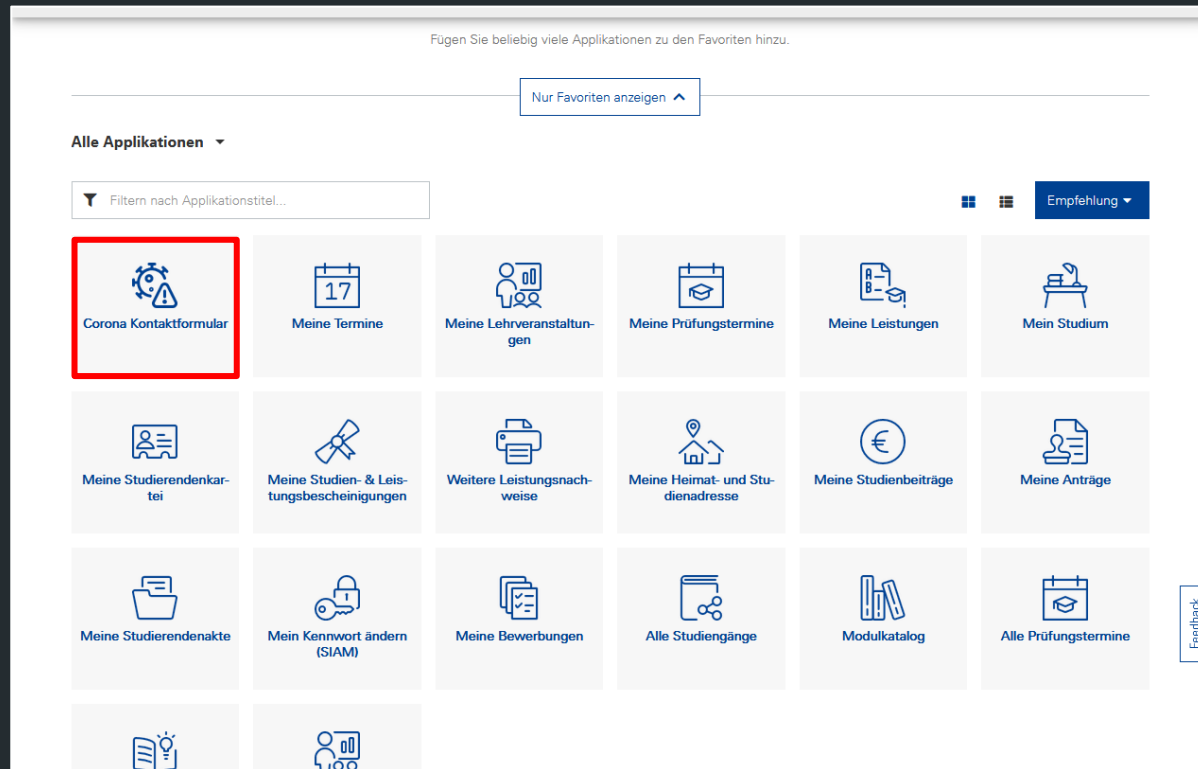 Fügen Sie beliebig viele Applikationen zu den Favoriten hinzu.
Nur Favoriten anzeigen
Alle Applikationen
Filtern nach Applikationstitel...
Empfehlung
Corona Kontaktformular
17
Meine Termine
Meine Lehrveranstaltun-
gen
Meine Prüfungstermine
A-
B-
Meine Leistungen
Mein Studium
Meine Studierendenkar-
tei
Meine Studien- & Leis-
tungsbescheinigungen
Weitere Leistungsnach-
weise
Meine Heimat- und Stu-
dienadresse
€
Meine Studienbeiträge
Meine Anträge
Meine Studierendenakte
Mein Kennwort ändern
(SIAM)
Meine Bewerbungen
Alle Studiengänge
Modulkatalog
Alle Prüfungstermine
Feedback